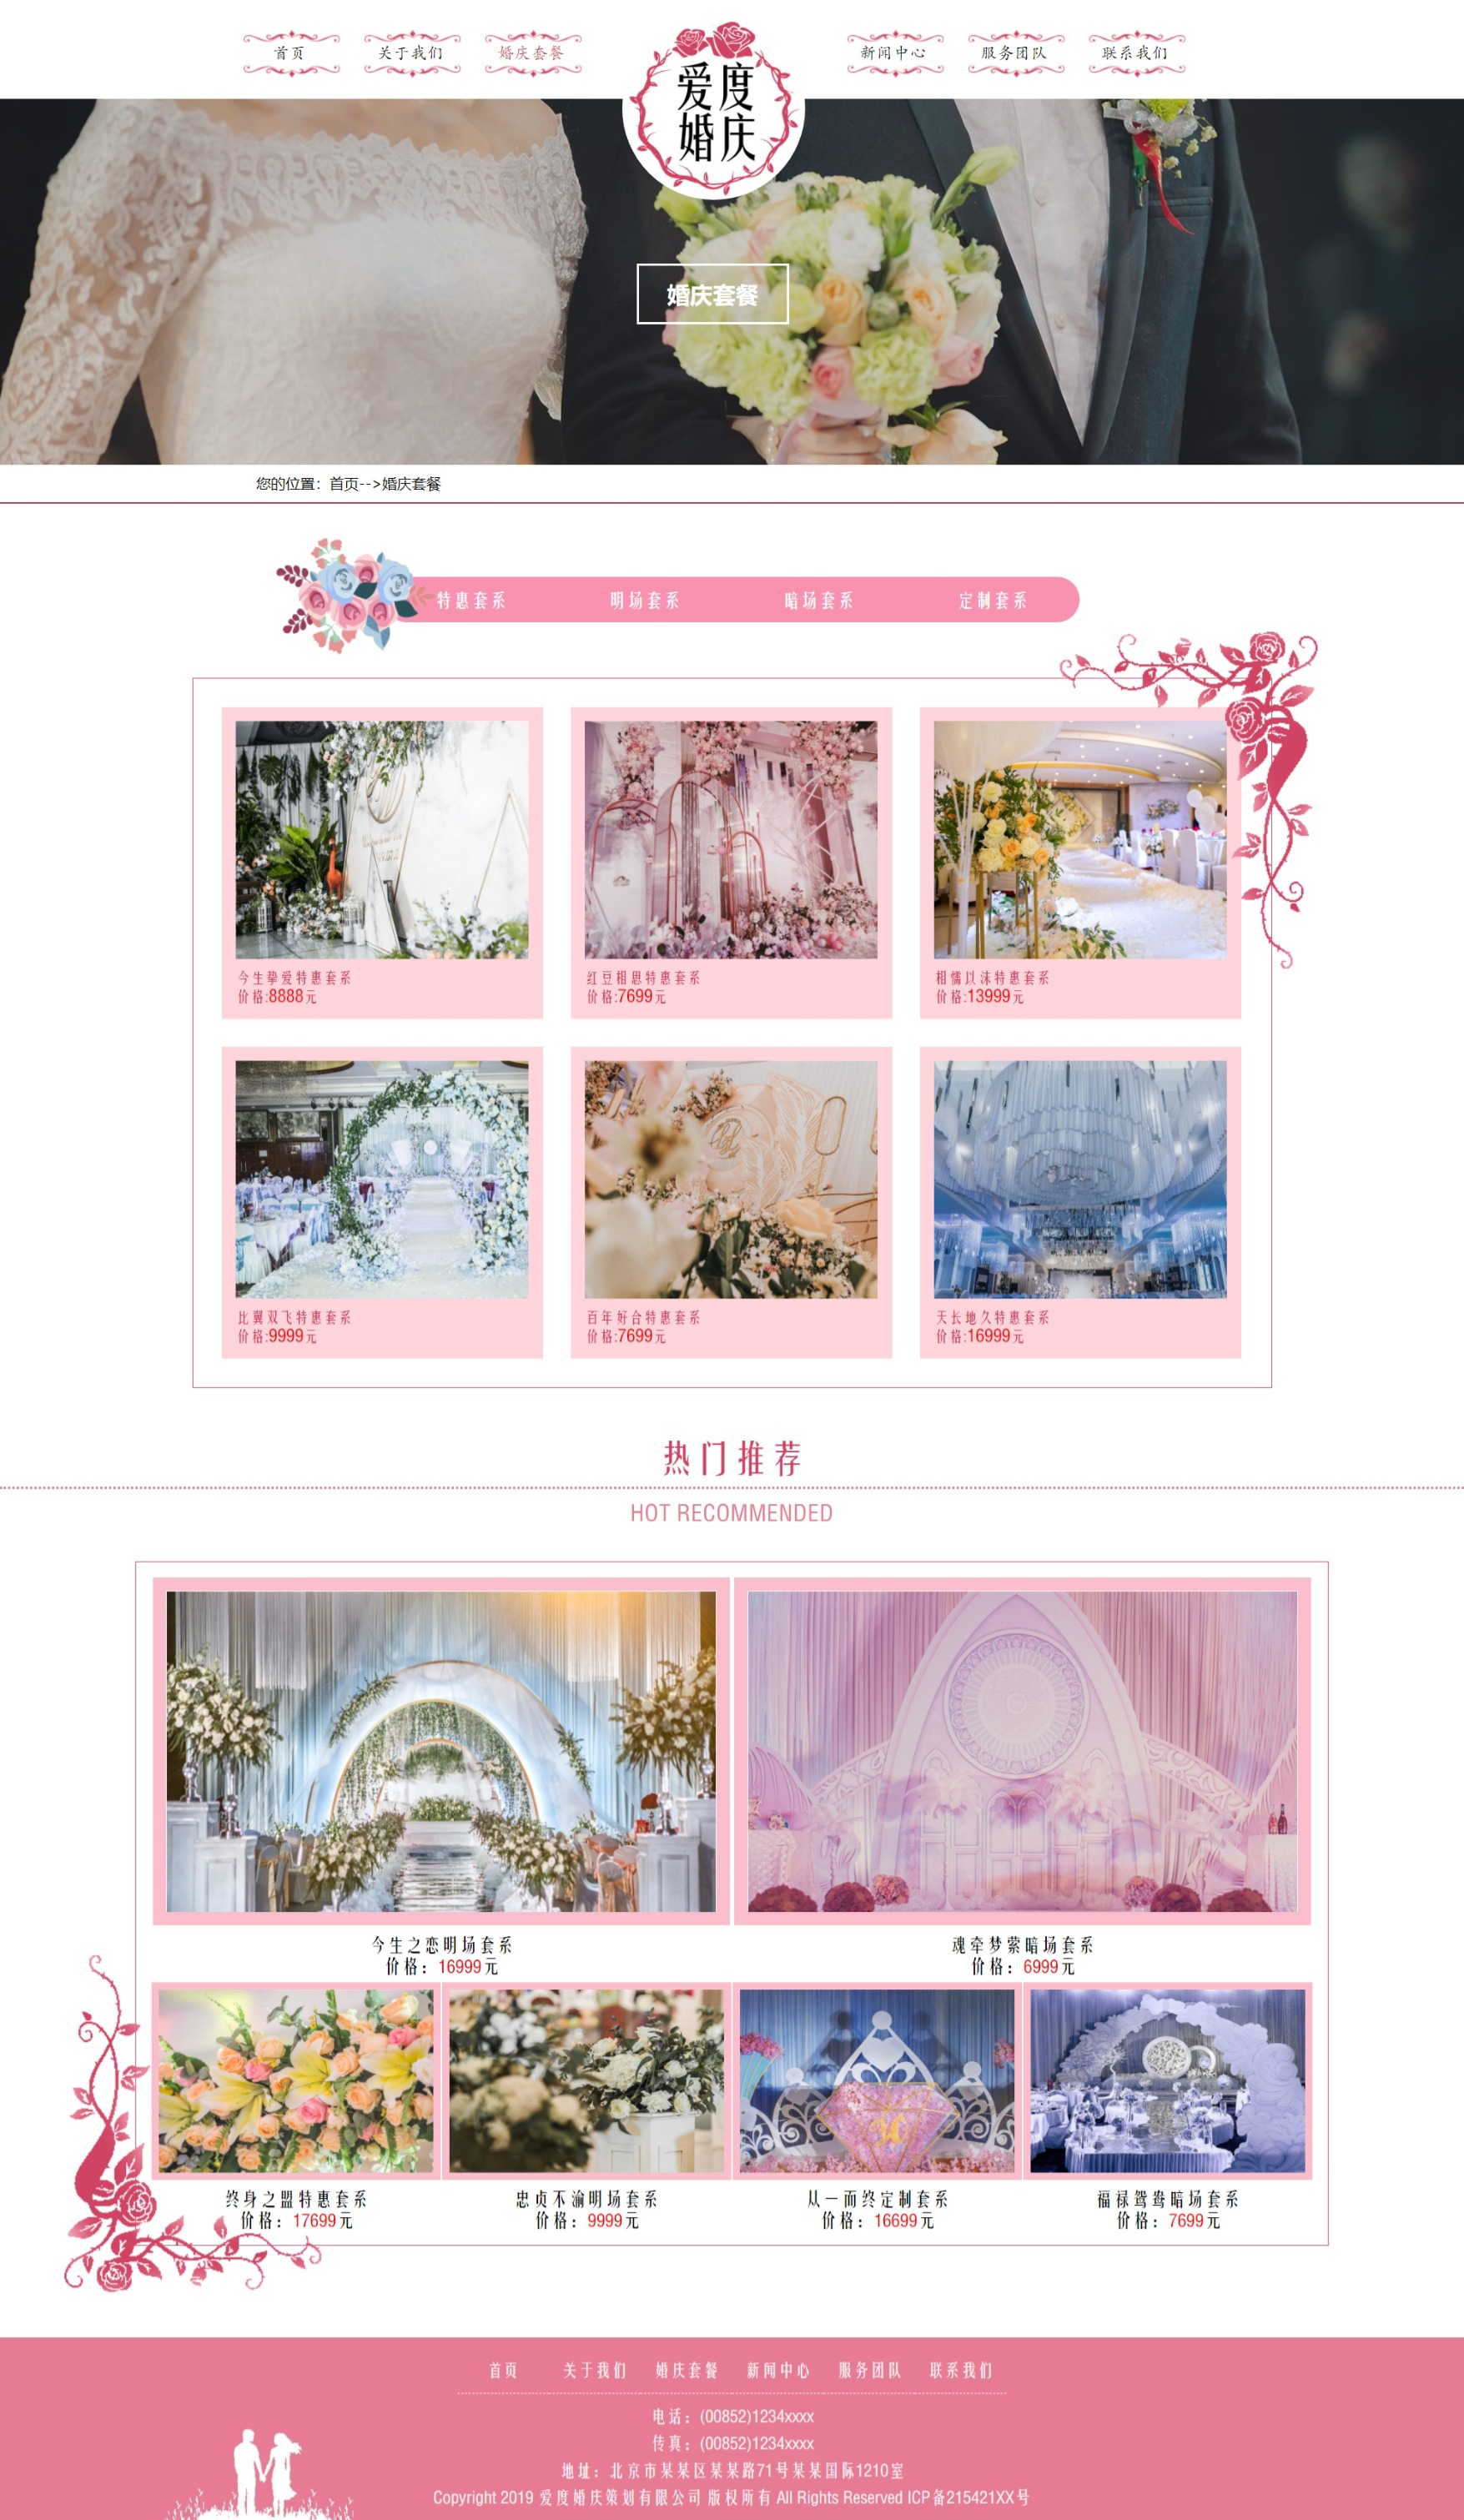 首页
关于我们
婚庆套餐
爱度
婚庆
新闻中心
服务团队
联系我们
婚庆套餐
您的位置：首页-->婚庆套餐
特惠套系
明场套系
暗场套系
定制套系
今生挚爱特惠套系
价格:8888元
红豆相思特惠套系
价格:7699元
相懦以沫特惠套系
价格:13999元
比翼双飞特惠套系
价格:9999元
百年好合特惠套系
价格:7699元
天长地久特惠套系
价格:16999元
热门推荐
HOT RECOMMENDED
今生之恋明场套系
价格：16999元
魂牵梦萦暗场套系
价格：6999元
终身之盟特惠套系
价格：17699元
忠贞不渝明场套系
价格：9999元
从一而终定制套系
价格：16699元
福禄鸳鸯暗场套系
价格：7699元
首页 关于我们 婚庆套餐 新闻中心 服务团队 联系我们
电话：(00852)1234xxxx
传真：(00852)1234xxxx
地址：北京市某某区某某路71号某某国际1210室
Copyright 2019 爱度婚庆策划有限公司 版权所有 All Rights Reserved ICP备215421XX号